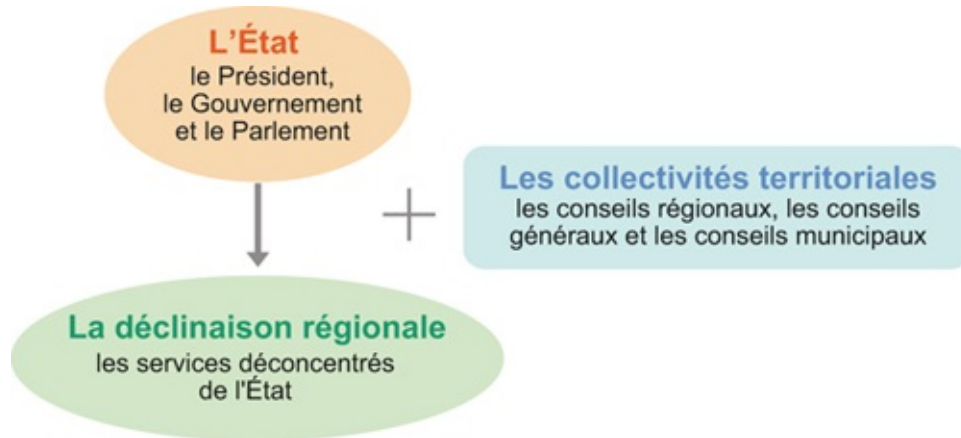 L'État
le Président,
le Gouvernement
et le Parlement
Les collectivités territoriales
les conseils régionaux, les conseils
généraux et les conseils municipaux
La déclinaison régionale
les services déconcentrés
de l'État